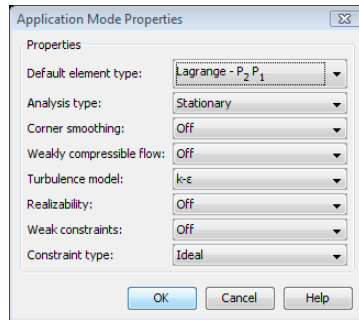 Application Mode Properties
Properties
Default element type: Lagrange - P2 P1
Analysis type: Stationary
Corner smoothing: Off
Weakly compressible flow: Off
Turbulence model: k-ε
Realizability: Off
Weak constraints: Off
Constraint type: Ideal
OK Cancel Help